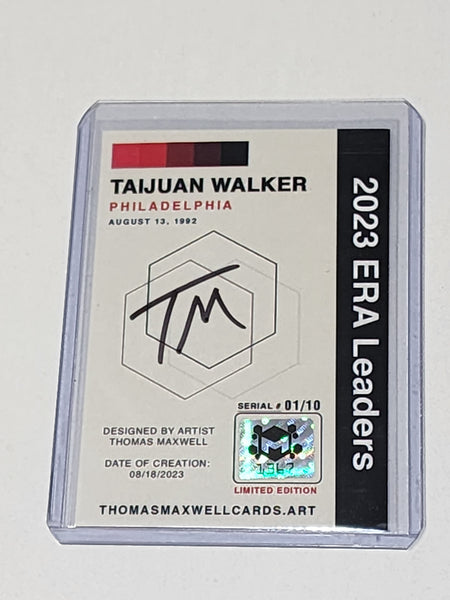 TAIJUAN WALKER
PHILADELPHIA
AUGUST 13, 1992
2023 ERA Leaders
TM
SERIAL # 01/10
DESIGNED BY ARTIST
THOMAS MAXWELL
DATE OF CREATION:
08/18/2023
M
1367
LIMITED EDITION
THOMASMAXWELLCARDS.ART